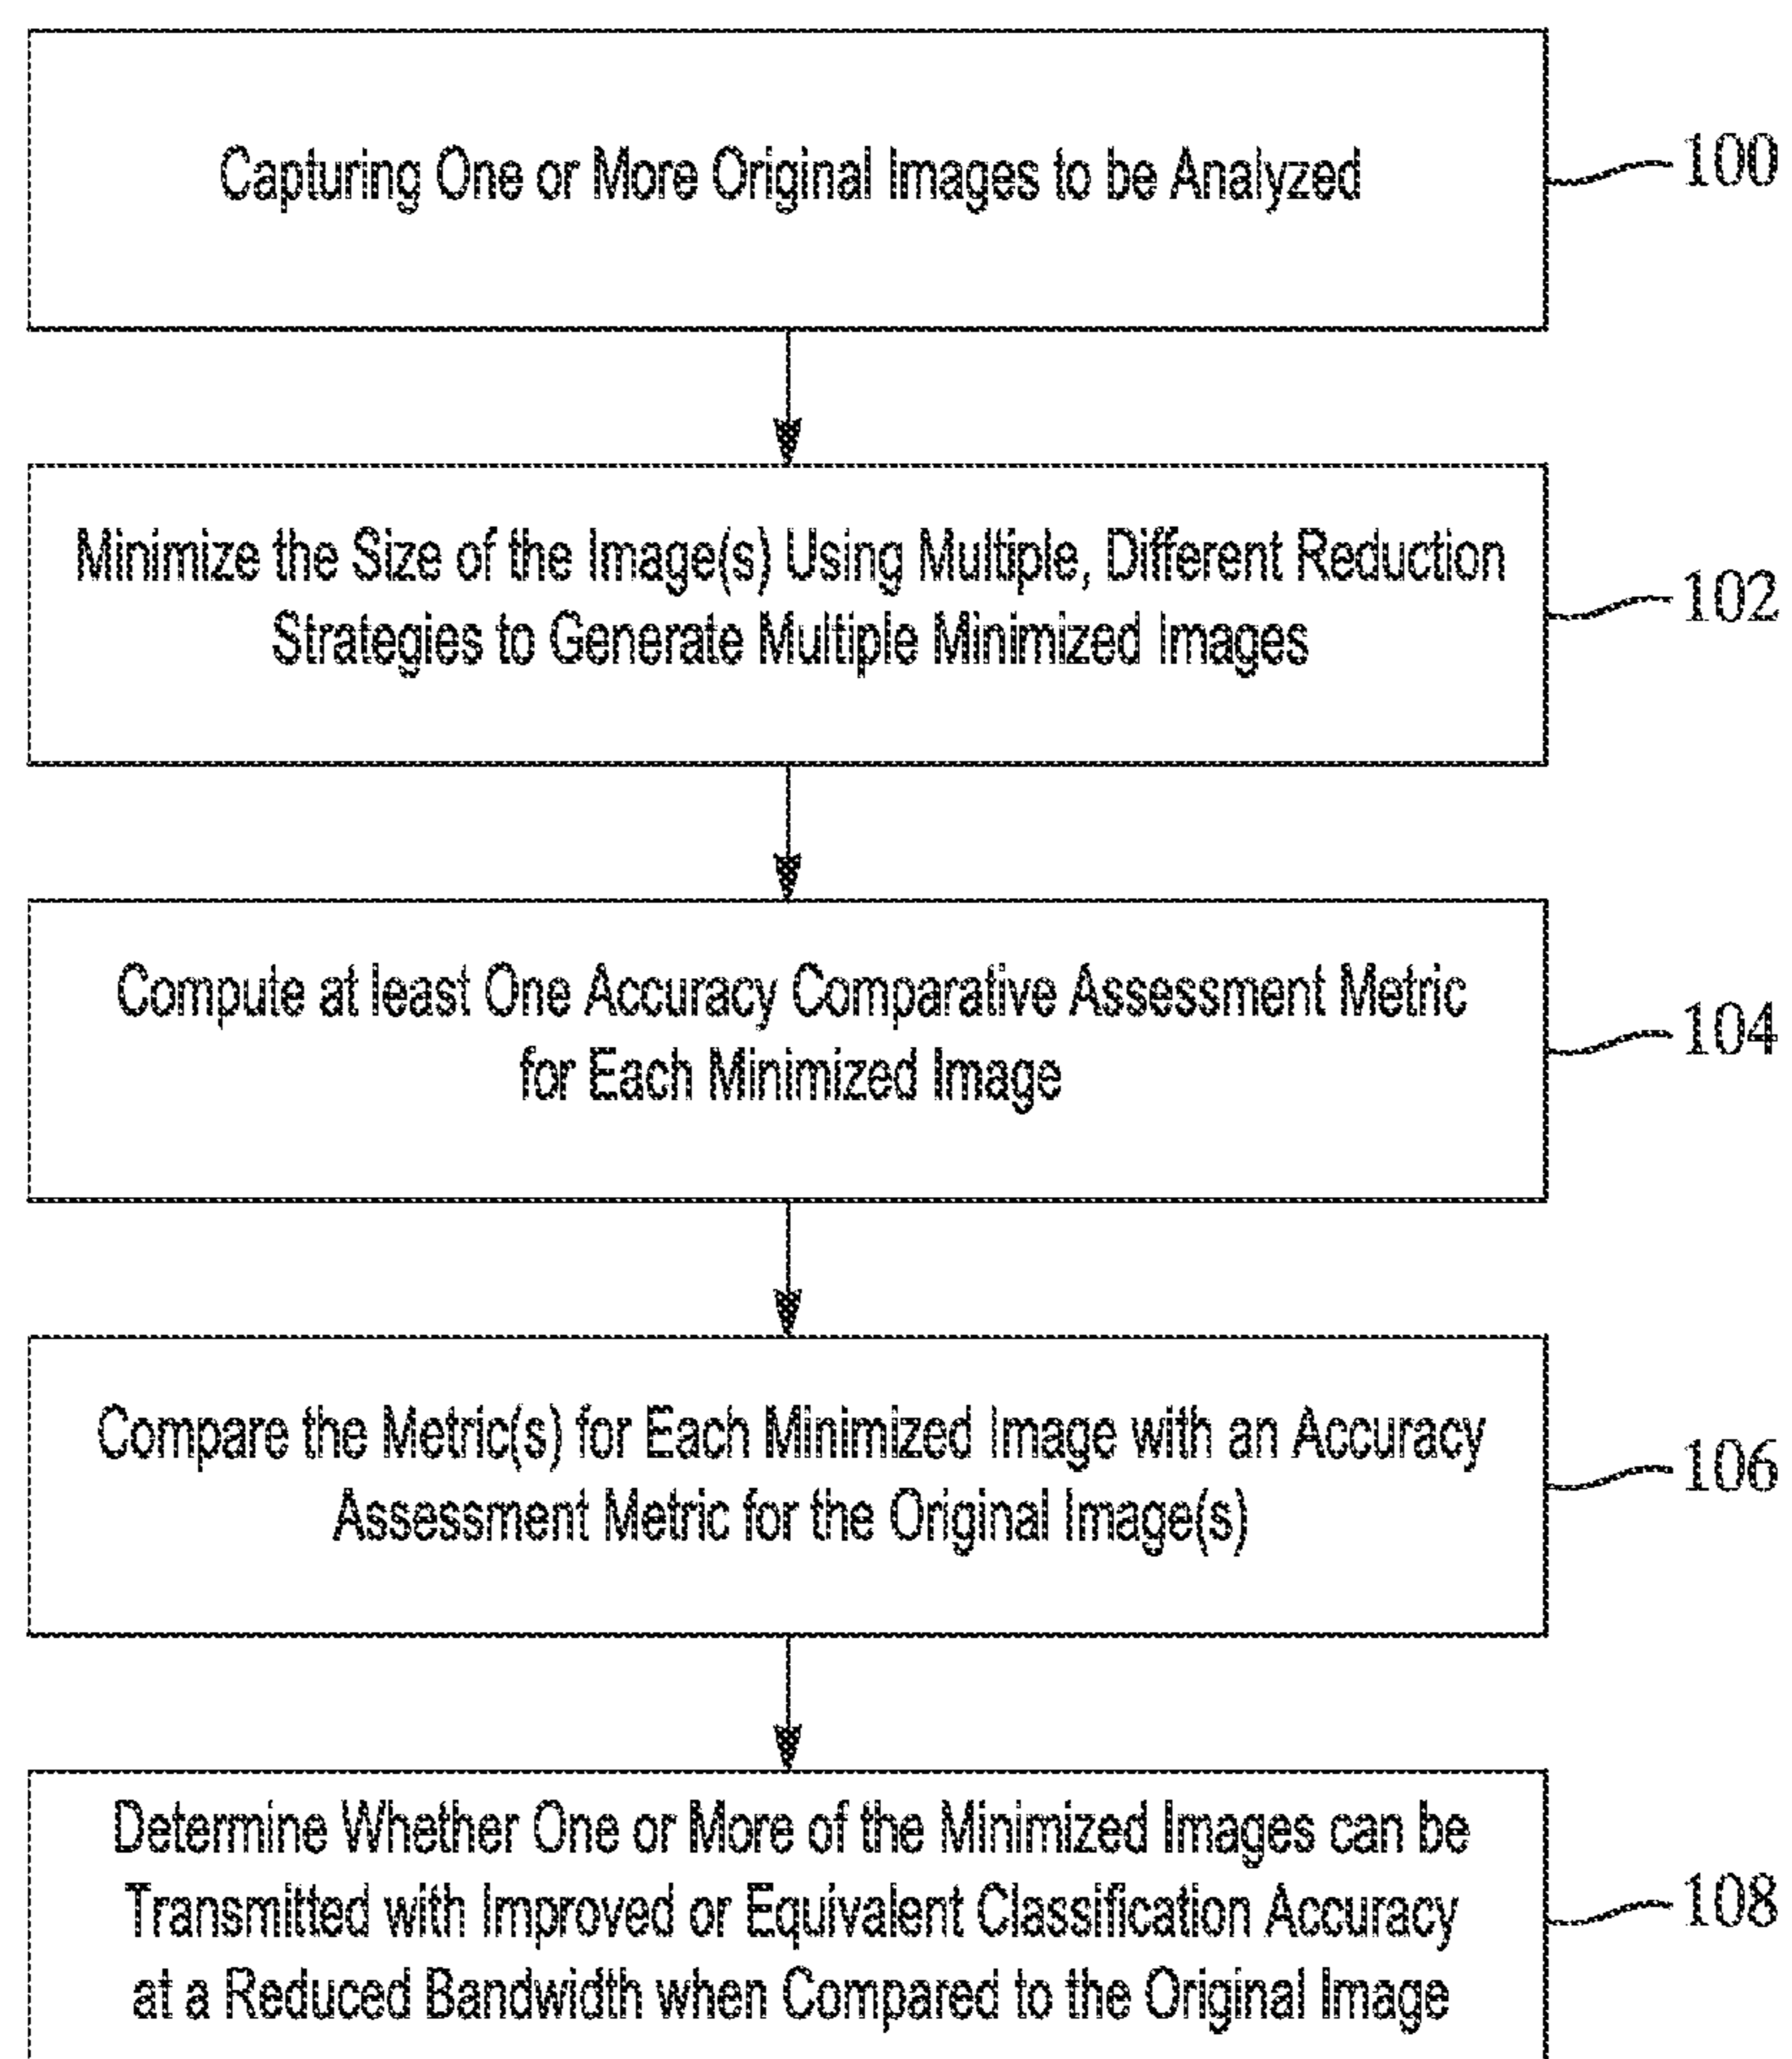 Capturing One or More Original Images to be Analyzed
100
Minimize the Size of the Image(s) Using Multiple, Different Reduction
Strategies to Generate Multiple Minimized Images
102
Compute at least One Accuracy Comparative Assessment Metric
for Each Minimized Image
104
Compare the Metric(s) for Each Minimized Image with an Accuracy
Assessment Metric for the Original Image(s)
106
Determine Whether One or More of the Minimized Images can be
Transmitted with Improved or Equivalent Classification Accuracy
at a Reduced Bandwidth when Compared to the Original Image
108